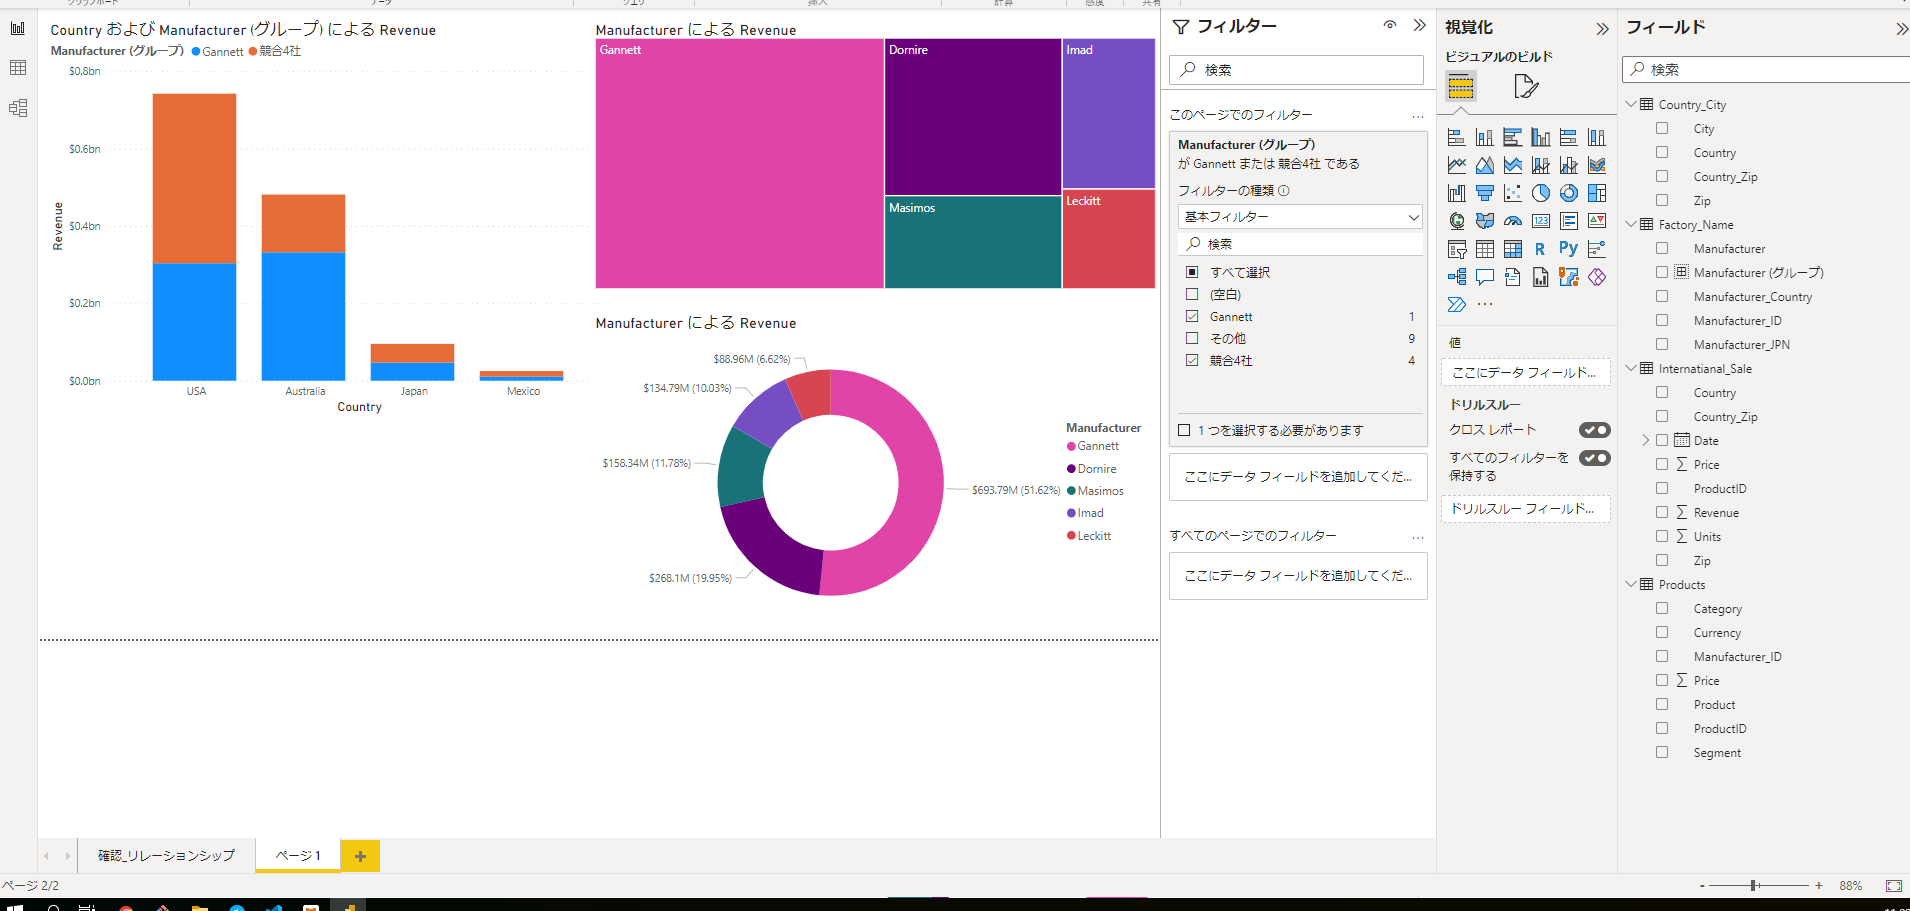 Country および Manufacturer (グループ) による Revenue
Manufacturer (グループ) Gannett 競合4社
$0.8bn
$0.6bn
$0.4bn
$0.2bn
$0.0bn
Revenue
USA Australia Japan Mexico
Country
Manufacturer による Revenue
Gannett
Dornire
Masimos
Imad
Leckitt
Manufacturer による Revenue
$88.96M (6.62%)
$134.79M (10.03%)
$158.34M (11.78%)
$268.1M (19.95%)
$693.79M (51.62%)
Manufacturer
Gannett
Dornire
Masimos
Imad
Leckitt
フィルター
検索
このページでのフィルター ...
Manufacturer (グループ)
が Gannett または 競合4社 である
フィルターの種類
基本フィルター
検索
すべて選択
(空白)
Gannett 1
その他 9
競合4社 4
1 つを選択する必要があります
ここにデータ フィールドを追加してくだ...
すべてのページでのフィルター ...
ここにデータ フィールドを追加してくだ...
視覚化
ビジュアルのビルド
123
R Py
...
値
ここにデータ フィールド...
ドリルスルー
クロス レポート
すべてのフィルターを
保持する
ドリルスルー フィールド...
フィールド
検索
Country_City
City
Country
Country_Zip
Zip
Factory_Name
Manufacturer
Manufacturer (グループ)
Manufacturer_Country
Manufacturer_ID
Manufacturer_JPN
Internatianal_Sale
Country
Country_Zip
Date
Price
ProductID
Revenue
Units
Zip
Products
Category
Currency
Manufacturer_ID
Price
Product
ProductID
Segment
確認_リレーションシップ
ページ 1
+
ページ 2/2
- + 88%